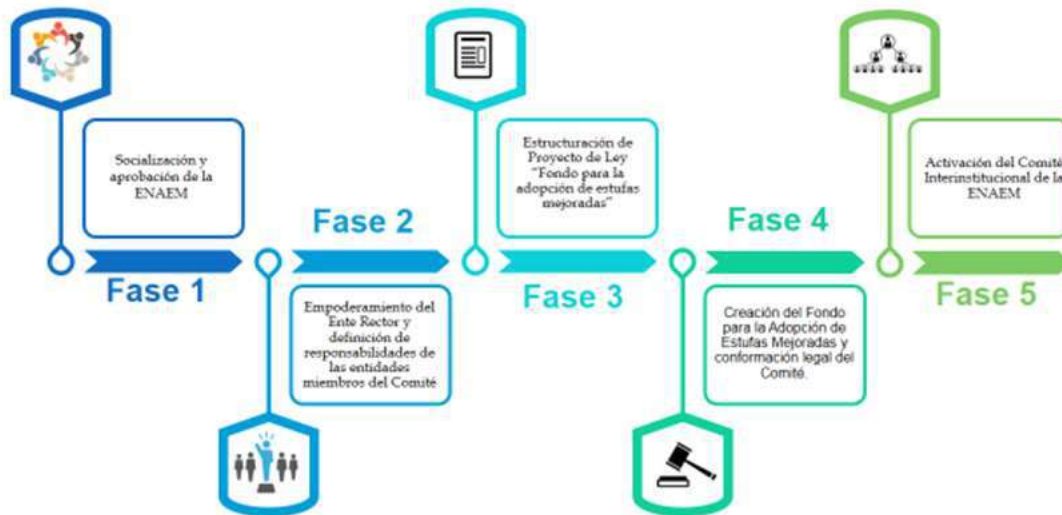 Socialización y
aprobación de la
ENAEM
Fase 1
Fase 2
Empoderamiento del
Ente Rector y
definición de
responsabilidades de
las entidades
miembros del Comité
Estructuración de
Proyecto de Ley
"Fondo para la
adopción de estufas
mejoradas"
Fase 3
Fase 4
Creación del Fondo
para la Adopción de
Estufas Mejoradas y
conformación legal del
Comité.
Activación del Comité
Interinstitucional de la
ENAEM
Fase 5